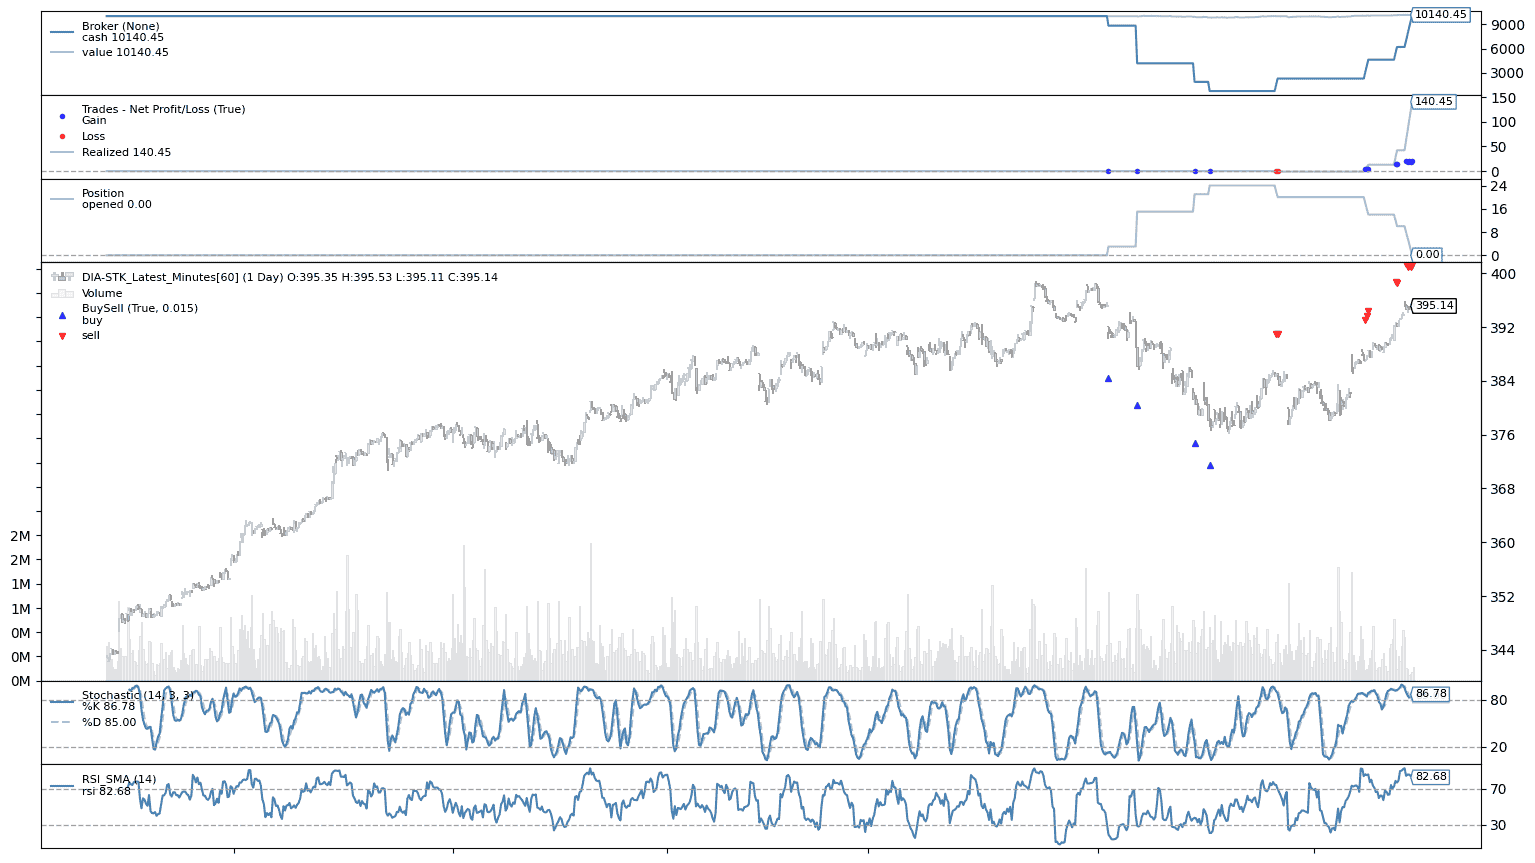 Broker (None)
cash 10140.45
value 10140.45
10140.45
9000
6000
3000
Trades - Net Profit/Loss (True)
Gain
Loss
Realized 140.45
140.45
150
100
50
0
Position
opened 0.00
0.00
24
16
8
0
DIA-STK_Latest_Minutes[60] (1 Day) O:395.35 H:395.53 L:395.11 C:395.14
Volume
BuySell (True, 0.015)
buy
sell
395.14
400
392
384
376
368
360
352
344
2M
2M
1M
1M
0M
0M
0M
Stochastic (14, 3, 3)
%K 86.78
%D 85.00
86.78
80
20
RSI_SMA (14)
rsi 82.68
82.68
70
30